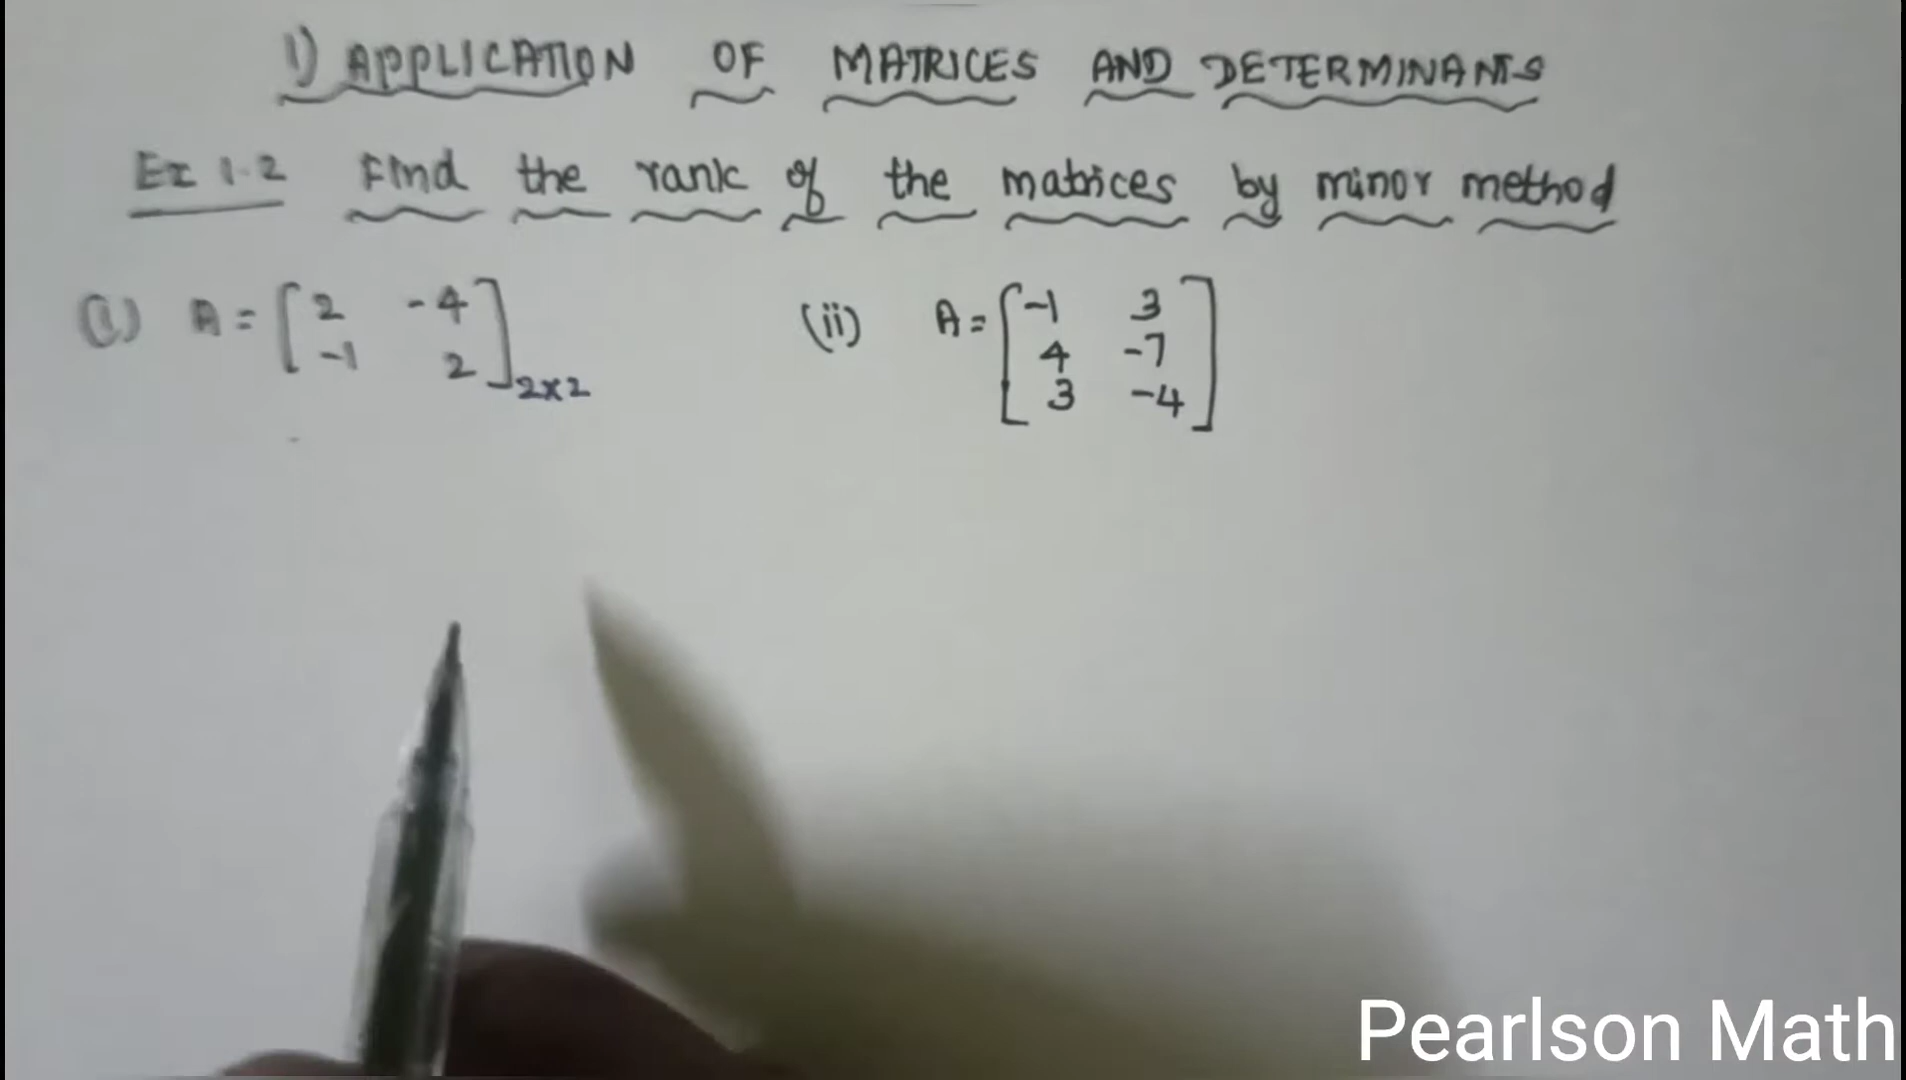 1) APPLICATION OF MATRICES AND DETERMINANTS
Ex 1.2 Find the rank of the matrices by minor method
(i) A = [ 2 -4 (ii) A = [ -1 3
-1 2 ] 2x2 4 -7
3 -4 ]
Pearlson Math